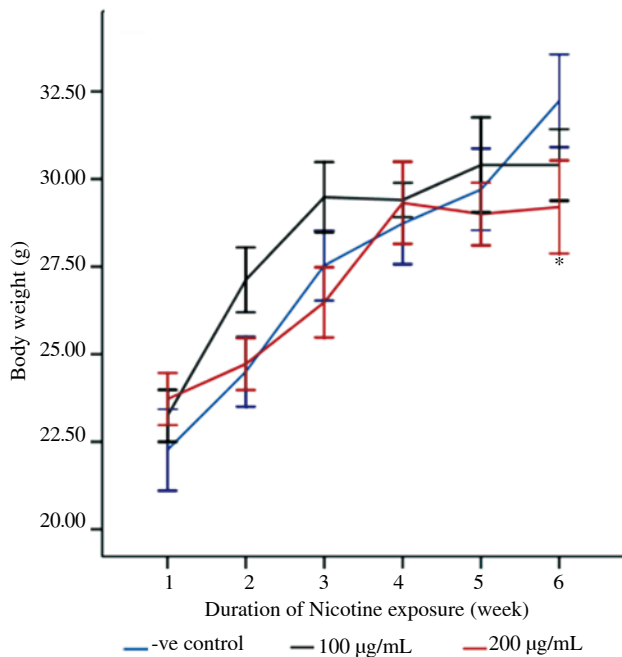 Body weight (g)
32.50
30.00
27.50
25.00
22.50
20.00
*
1 2 3 4 5 6
Duration of Nicotine exposure (week)
-ve control 100 µg/mL 200 µg/mL